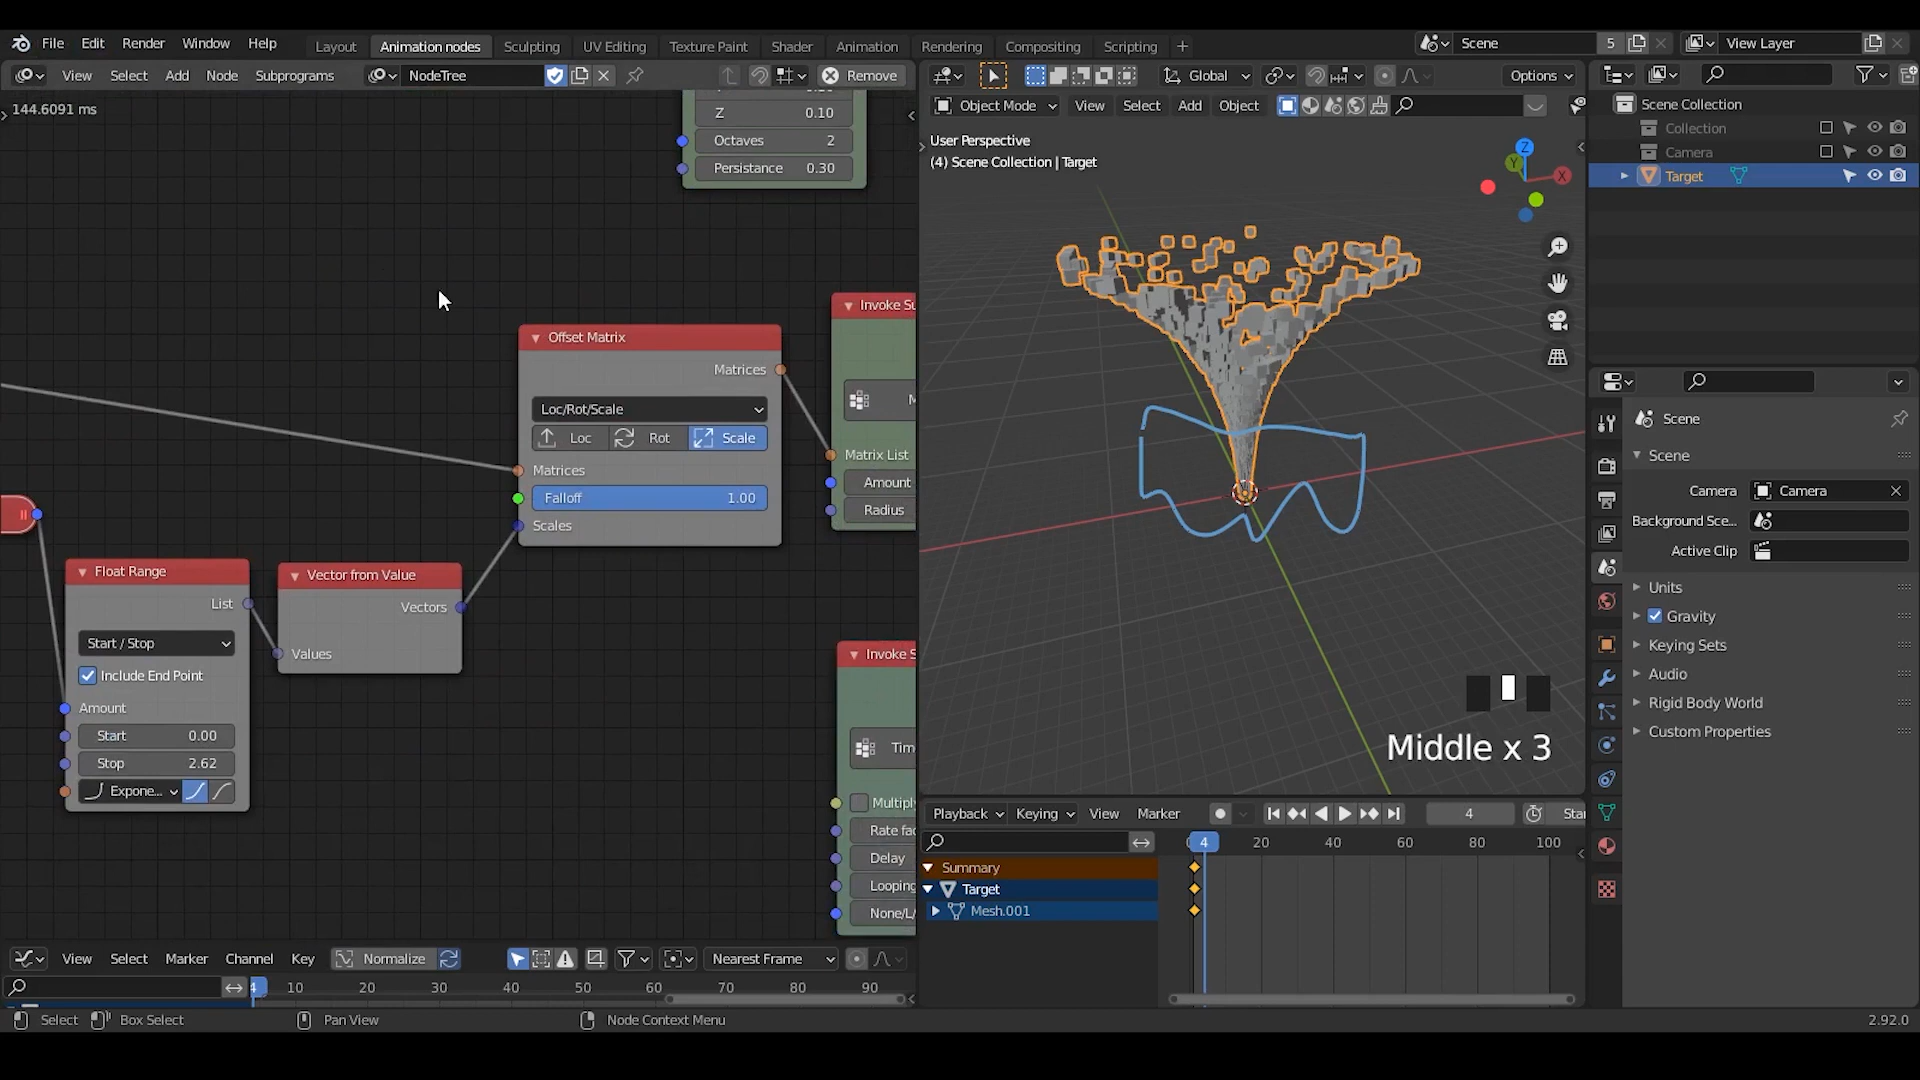 File Edit Render Window Help Layout Animation nodes Sculpting UV Editing Texture Paint Shader Animation Rendering Compositing Scripting + Scene 5 View Layer
View Select Add Node Subprograms NodeTree Remove
144.6091 ms
Z 0.10
Octaves 2
Persistance 0.30
Offset Matrix
Matrices
Loc/Rot/Scale
Loc Rot Scale
Matrices
Falloff 1.00
Scales
Float Range
List
Start / Stop
Include End Point
Amount
Start 0.00
Stop 2.62
Expone...
Vector from Value
Vectors
Values
Invoke Su
M
Matrix List
Amount
Radius
Invoke S
Tim
Multiply
Rate fac
Delay
Looping
None/L/
View Select Marker Channel Key Normalize Nearest Frame
4 10 20 30 40 50 60 70 80 90
Global Options
Object Mode View Select Add Object
User Perspective
(4) Scene Collection | Target
Z
Y
X
Middle x 3
Playback Keying View Marker 4 Star
4 20 40 60 80 100
Summary
Target
Mesh.001
Scene Collection
Collection
Camera
Target
Scene
Scene
Camera Camera
Background Sce...
Active Clip
Units
Gravity
Keying Sets
Audio
Rigid Body World
Custom Properties
Select Box Select Pan View Node Context Menu 2.92.0